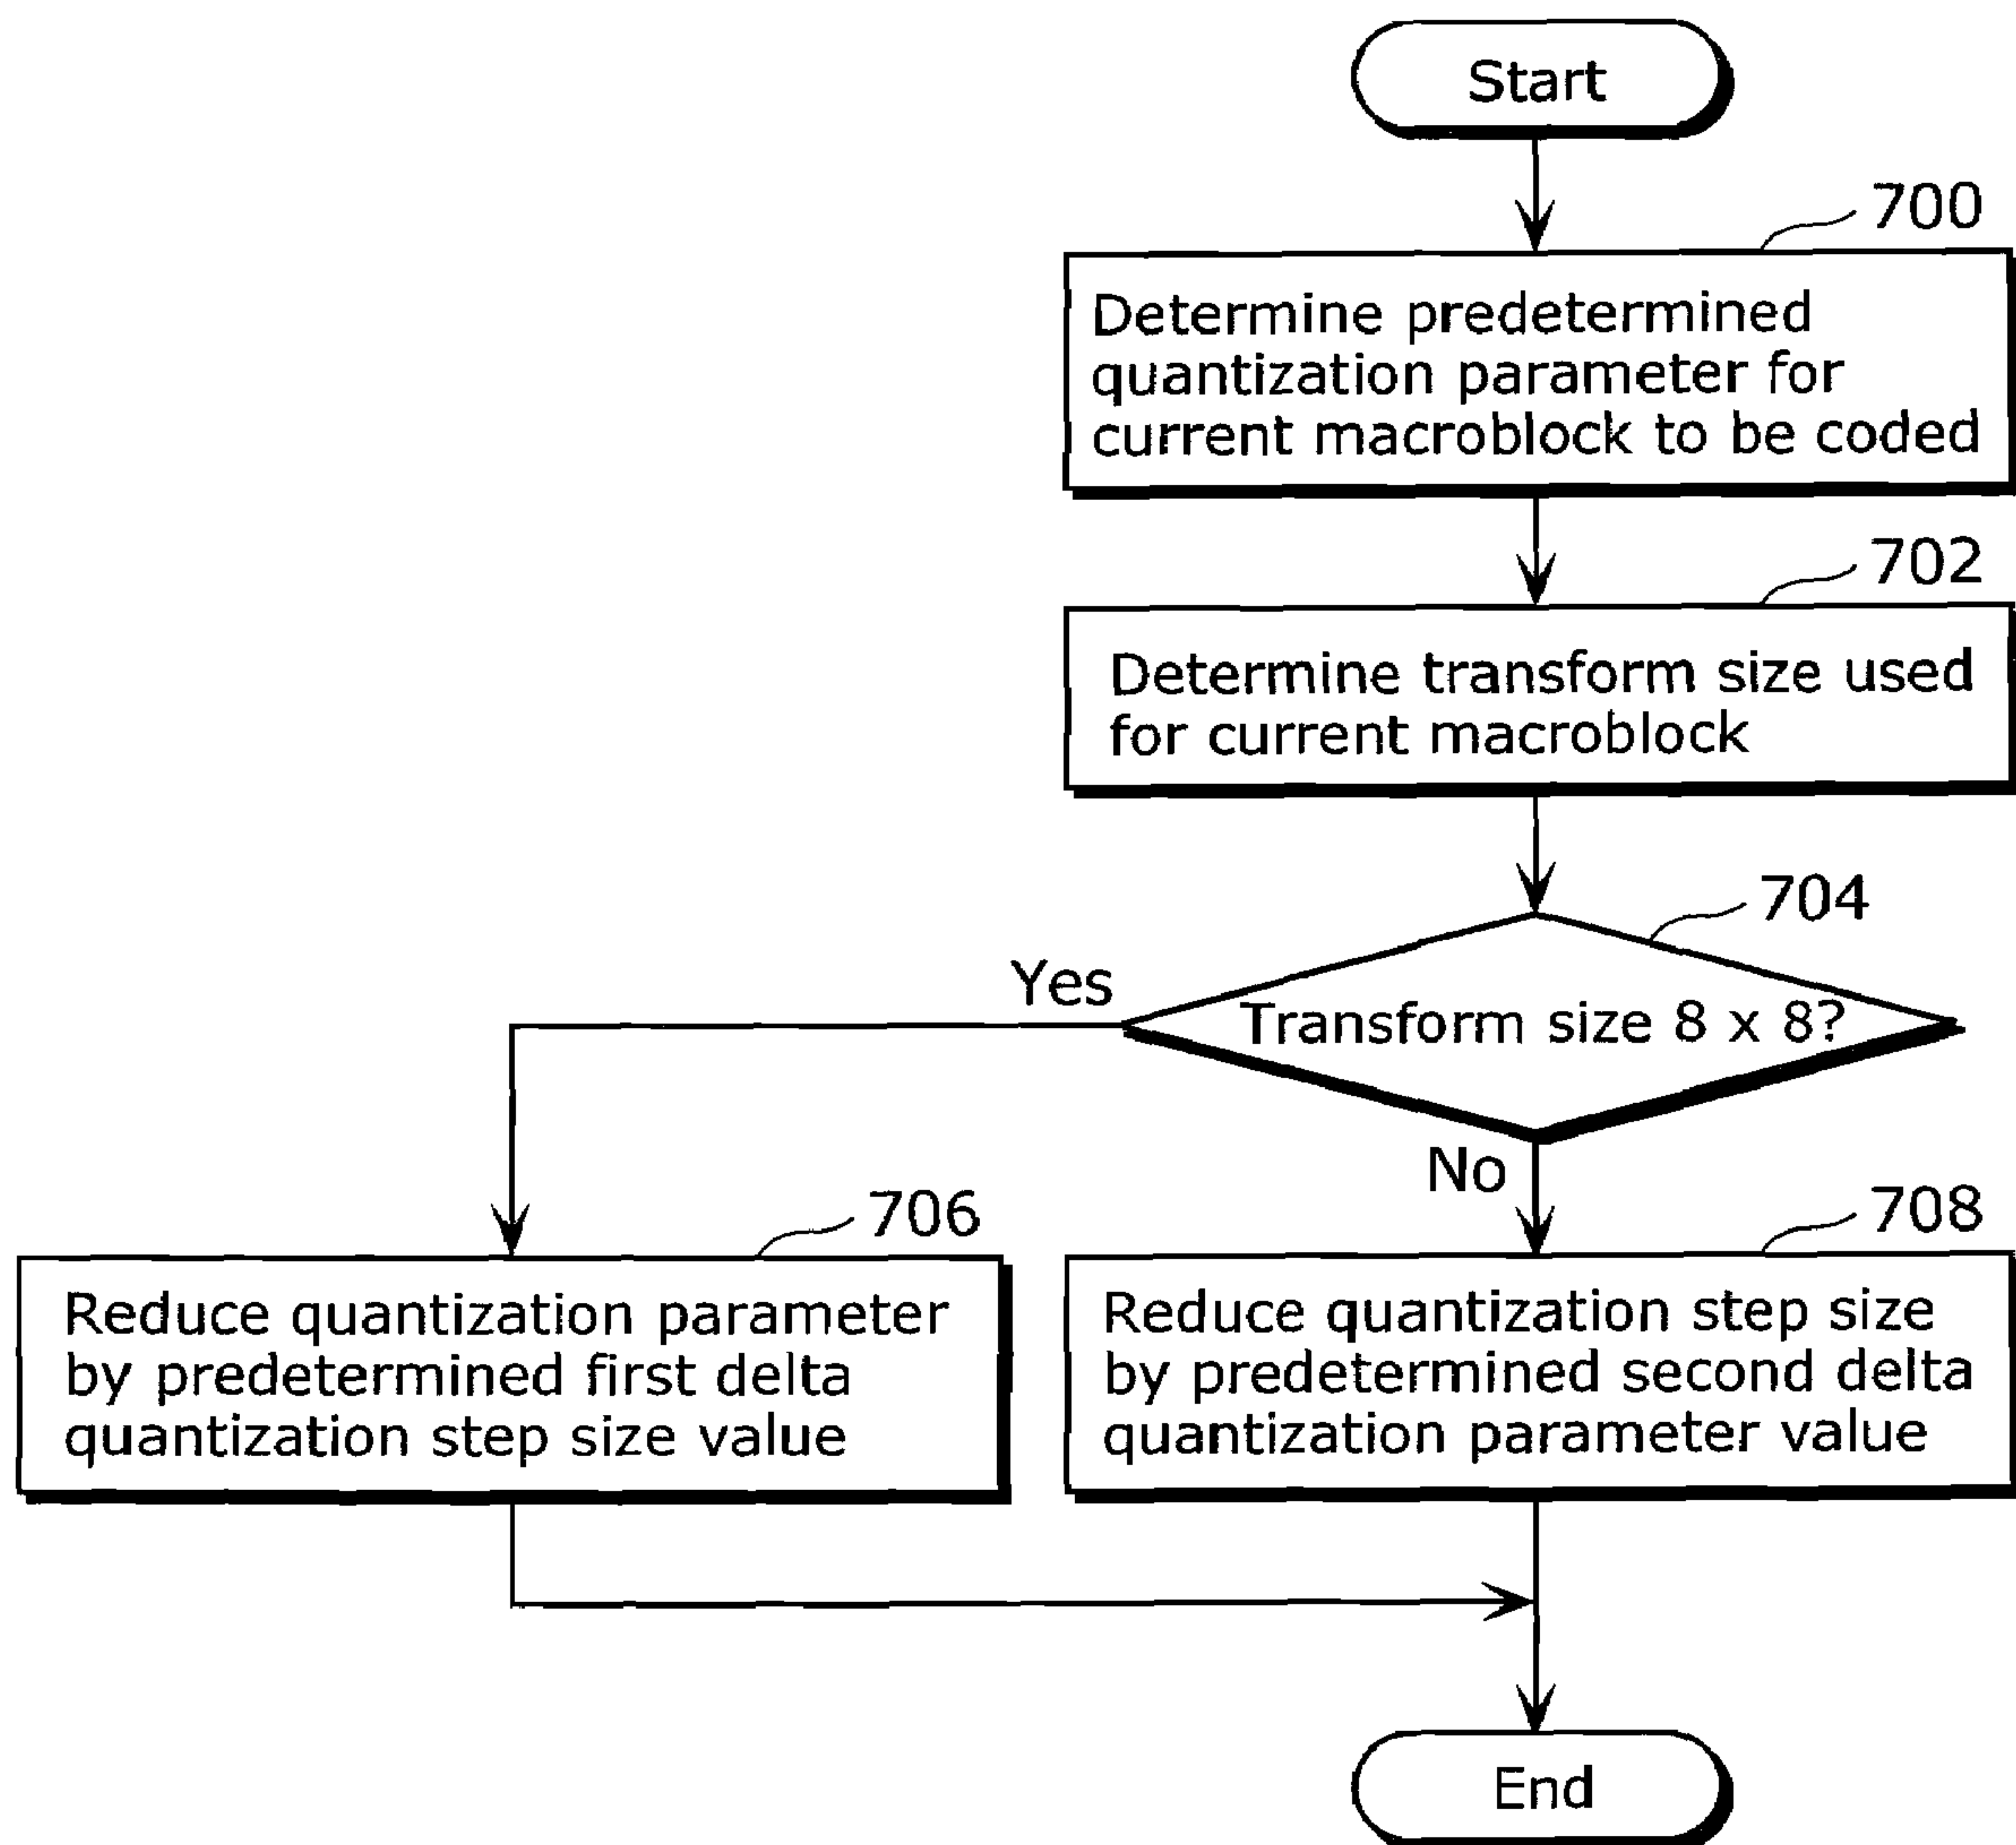 Start
700
Determine predetermined
quantization parameter for
current macroblock to be coded
702
Determine transform size used
for current macroblock
704
Transform size 8 x 8?
Yes
No
706
Reduce quantization parameter
by predetermined first delta
quantization step size value
708
Reduce quantization step size
by predetermined second delta
quantization parameter value
End